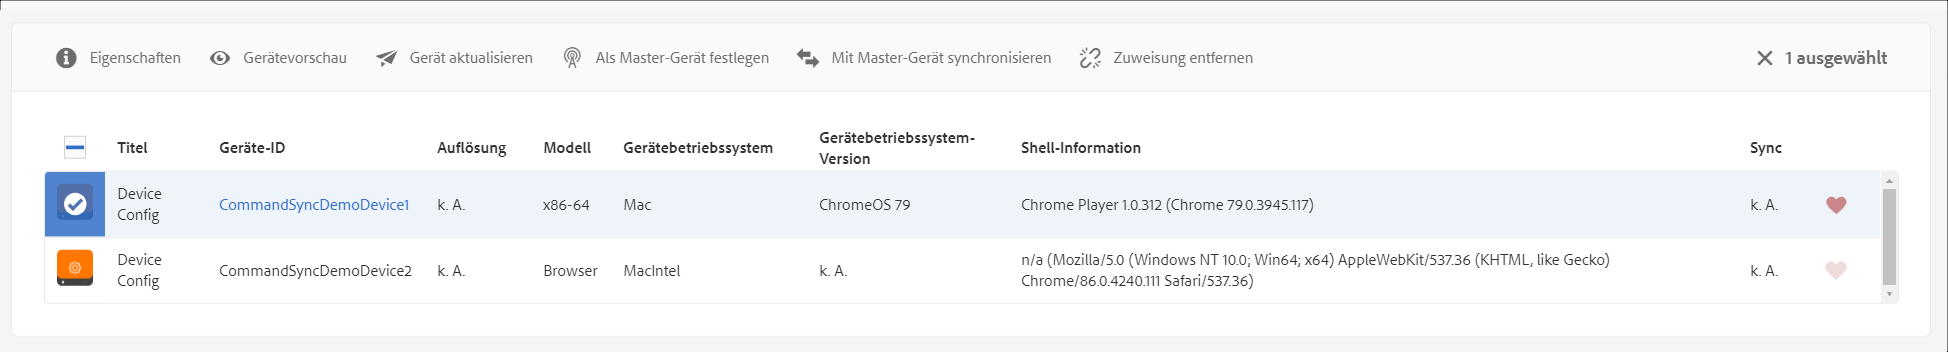 Eigenschaften Gerätevorschau Gerät aktualisieren Als Master-Gerät festlegen Mit Master-Gerät synchronisieren Zuweisung entfernen 1 ausgewählt
Titel Geräte-ID Auflösung Modell Gerätebetriebssystem Gerätebetriebssystem-
Version Shell-Information Sync
Device
Config CommandSyncDemoDevice1 k. A. x86-64 Mac ChromeOS 79 Chrome Player 1.0.312 (Chrome 79.0.3945.117) k. A.
Device
Config CommandSyncDemoDevice2 k. A. Browser MacIntel k. A. n/a (Mozilla/5.0 (Windows NT 10.0; Win64; x64) AppleWebKit/537.36 (KHTML, like Gecko)
Chrome/86.0.4240.111 Safari/537.36) k. A.